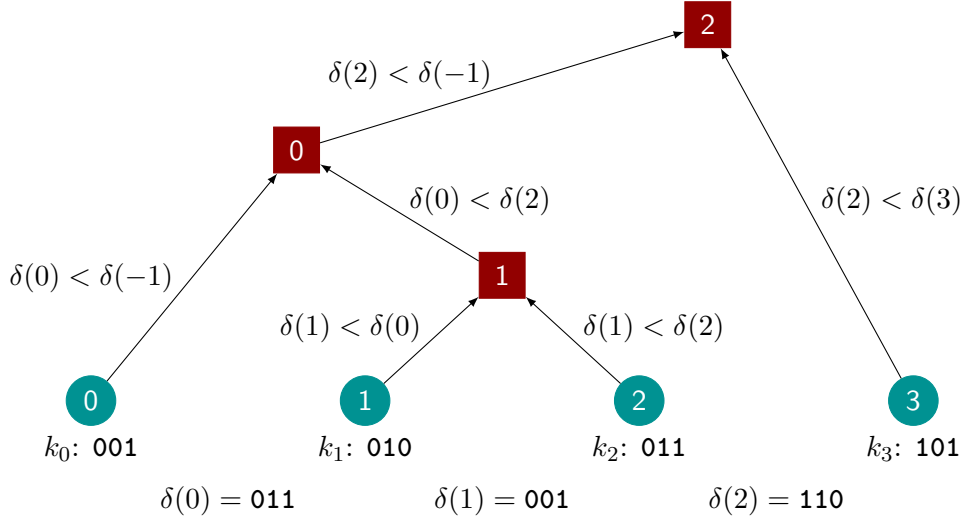 2
δ(2) < δ(−1)
0
δ(0) < δ(2)
δ(2) < δ(3)
δ(0) < δ(−1)
1
δ(1) < δ(0)
δ(1) < δ(2)
0
1
2
3
k₀: 001
k₁: 010
k₂: 011
k₃: 101
δ(0) = 011
δ(1) = 001
δ(2) = 110